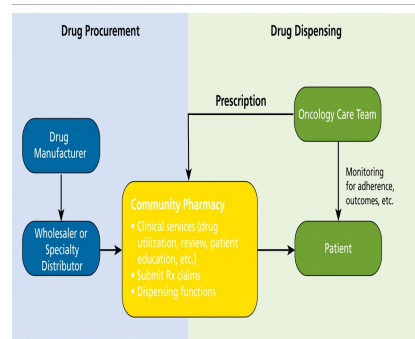 Drug Procurement
Drug Dispensing
Prescription
Oncology Care Team
Drug
Manufacturer
Monitoring
for adherence,
outcomes, etc.
Community Pharmacy
• Clinical services (drug
utilization, review, patient
education, etc.)
• Submit Rx claims
• Dispensing functions
Wholesaler or
Specialty
Distributor
Patient